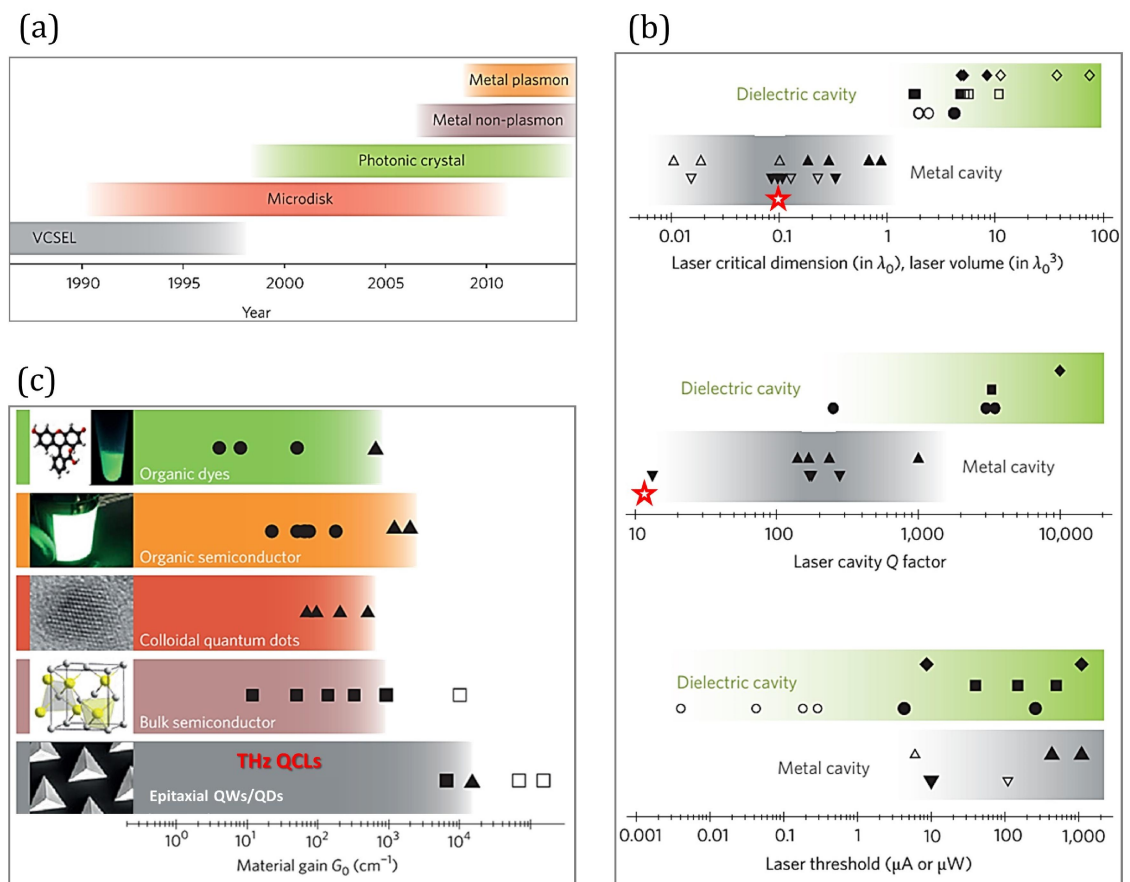 (a)
Metal plasmon
Metal non-plasmon
Photonic crystal
Microdisk
VCSEL
1990 1995 2000 2005 2010
Year
(b)
Dielectric cavity
Metal cavity
0.01 0.1 1 10 100
Laser critical dimension (in λ₀), laser volume (in λ₀³)
Dielectric cavity
Metal cavity
10 100 1,000 10,000
Laser cavity Q factor
Dielectric cavity
Metal cavity
0.001 0.01 0.1 1 10 100 1,000
Laser threshold (μA or μW)
(c)
Organic dyes
Organic semiconductor
Colloidal quantum dots
Bulk semiconductor
THz QCLs
Epitaxial QWs/QDs
10⁰ 10¹ 10² 10³ 10⁴
Material gain G₀ (cm⁻¹)